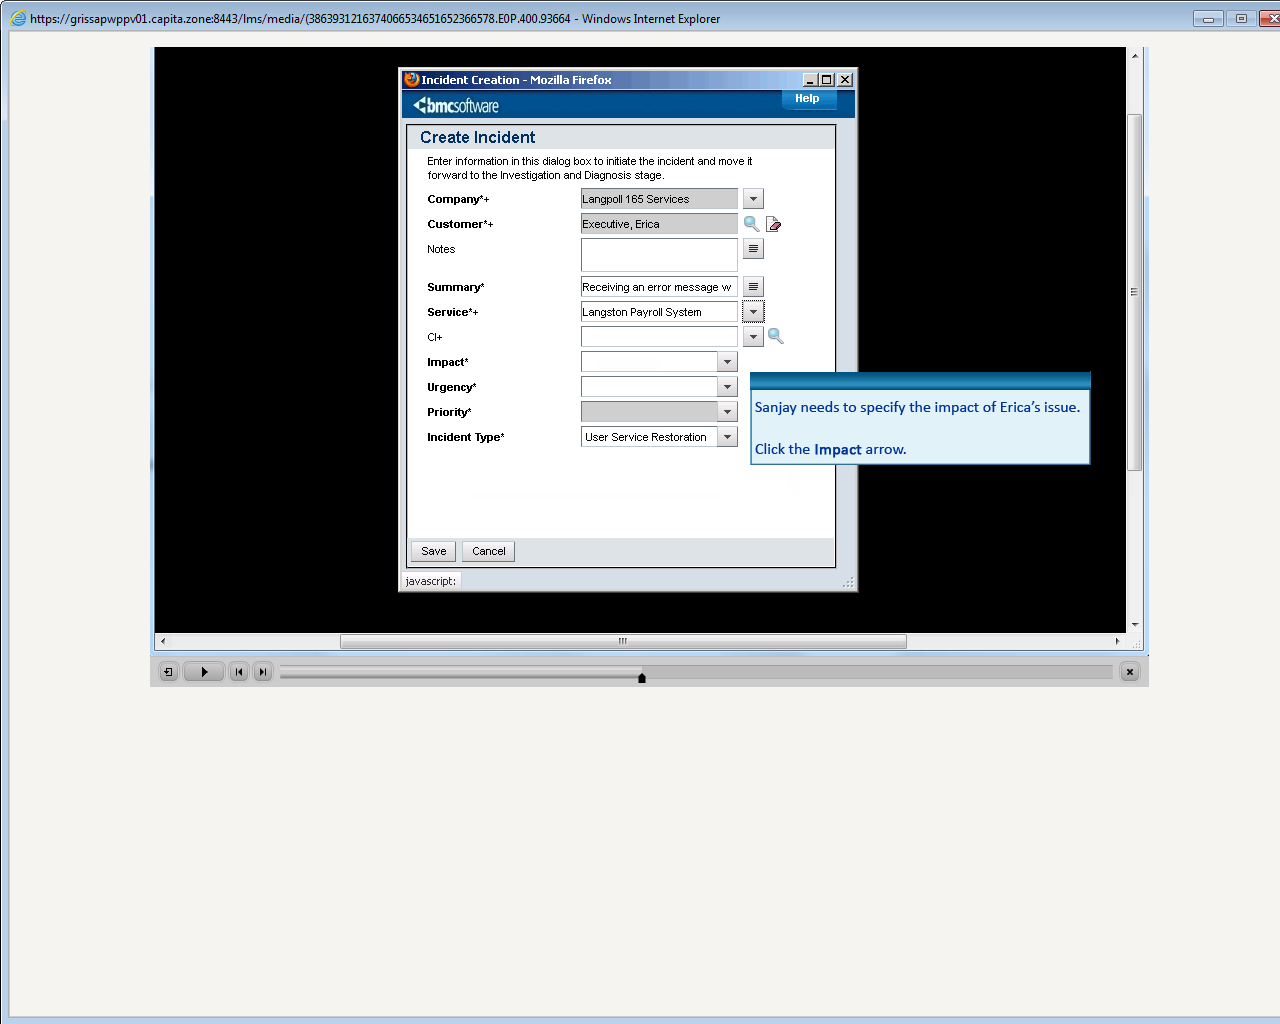 https://grissapwppv01.capita.zone:8443/lms/media/(3863931216374066534651652366578.E0P.400.93664 - Windows Internet Explorer
Incident Creation - Mozilla Firefox
bmcsoftware
Help
Create Incident
Enter information in this dialog box to initiate the incident and move it
forward to the Investigation and Diagnosis stage.
Company*+ Langpoll 165 Services
Customer*+ Executive, Erica
Notes
Summary* Receiving an error message w
Service*+ Langston Payroll System
CI+
Impact*
Urgency*
Priority*
Incident Type* User Service Restoration
Sanjay needs to specify the impact of Erica’s issue.
Click the Impact arrow.
Save Cancel
javascript: